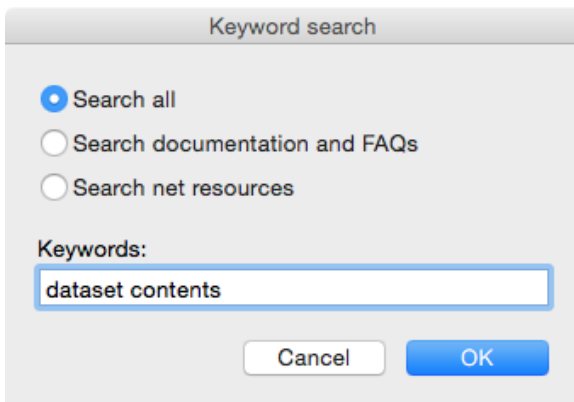 Keyword search
Search all
Search documentation and FAQs
Search net resources
Keywords:
dataset contents
Cancel OK